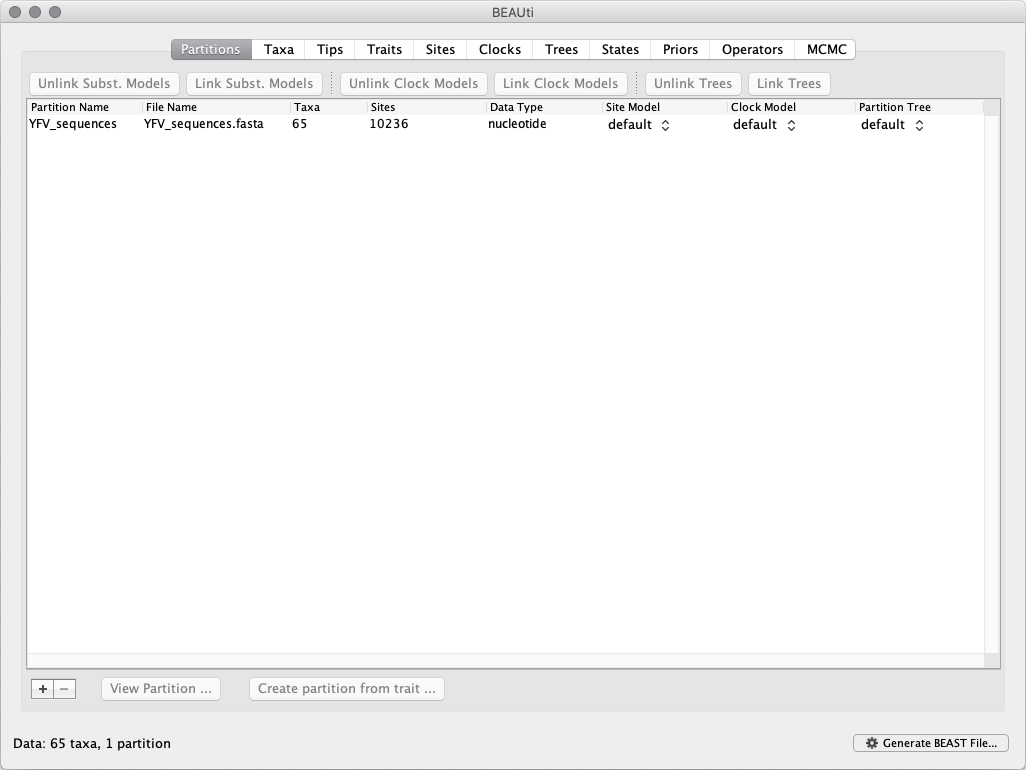 BEAUti
Partitions Taxa Tips Traits Sites Clocks Trees States Priors Operators MCMC
Unlink Subst. Models Link Subst. Models Unlink Clock Models Link Clock Models Unlink Trees Link Trees
Partition Name File Name Taxa Sites Data Type Site Model Clock Model Partition Tree
YFV_sequences YFV_sequences.fasta 65 10236 nucleotide default default default
+ − View Partition ... Create partition from trait ...
Data: 65 taxa, 1 partition Generate BEAST File...